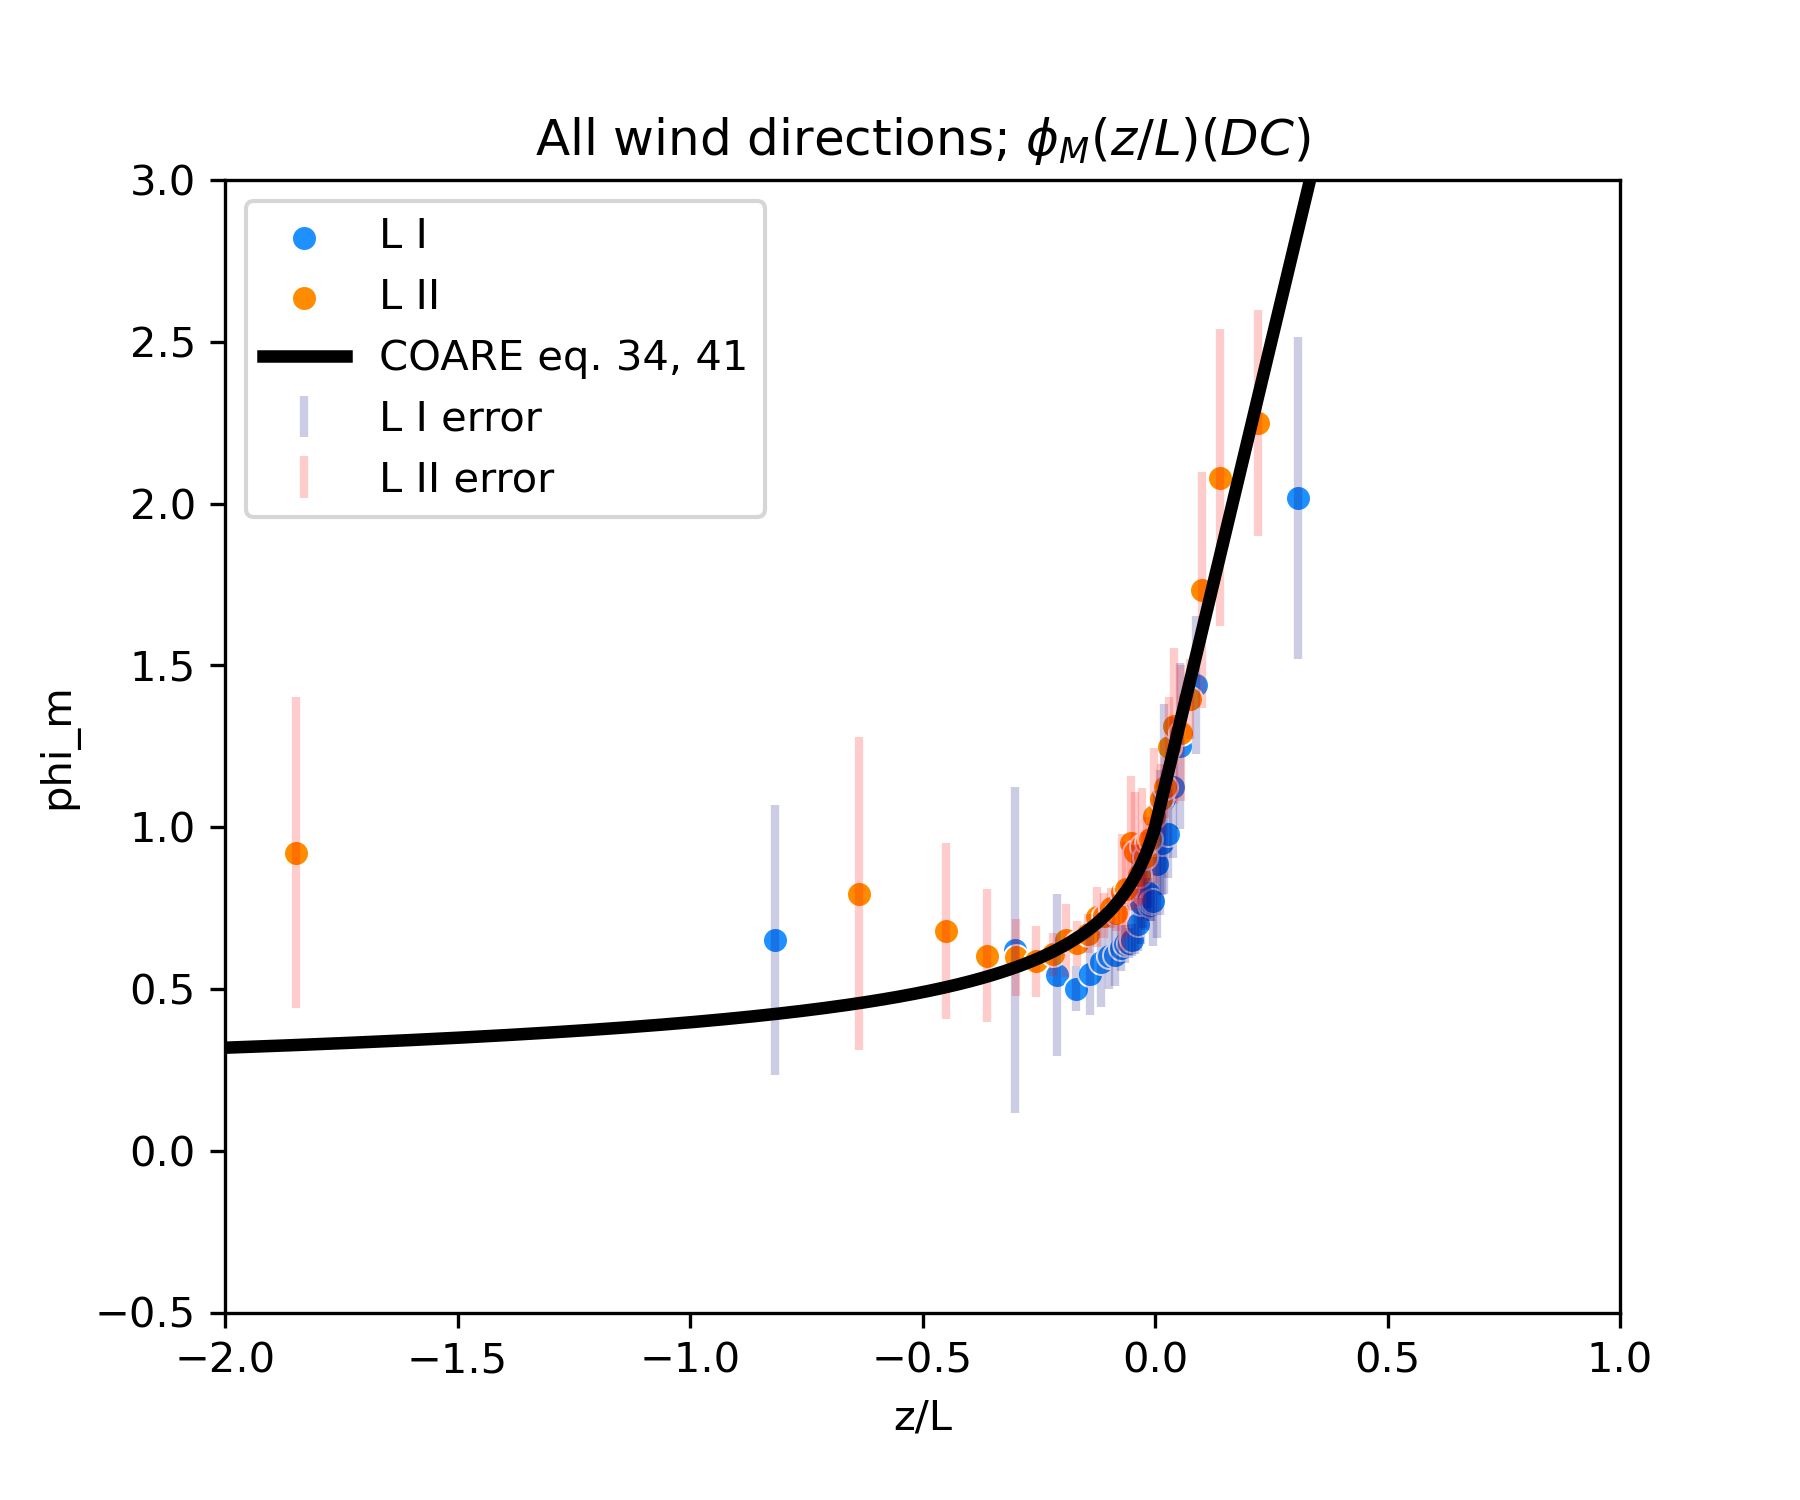 All wind directions; ϕM(z/L)(DC)
3.0
2.5
2.0
1.5
1.0
0.5
0.0
−0.5
phi_m
L I
L II
COARE eq. 34, 41
L I error
L II error
−2.0 −1.5 −1.0 −0.5 0.0 0.5 1.0
z/L